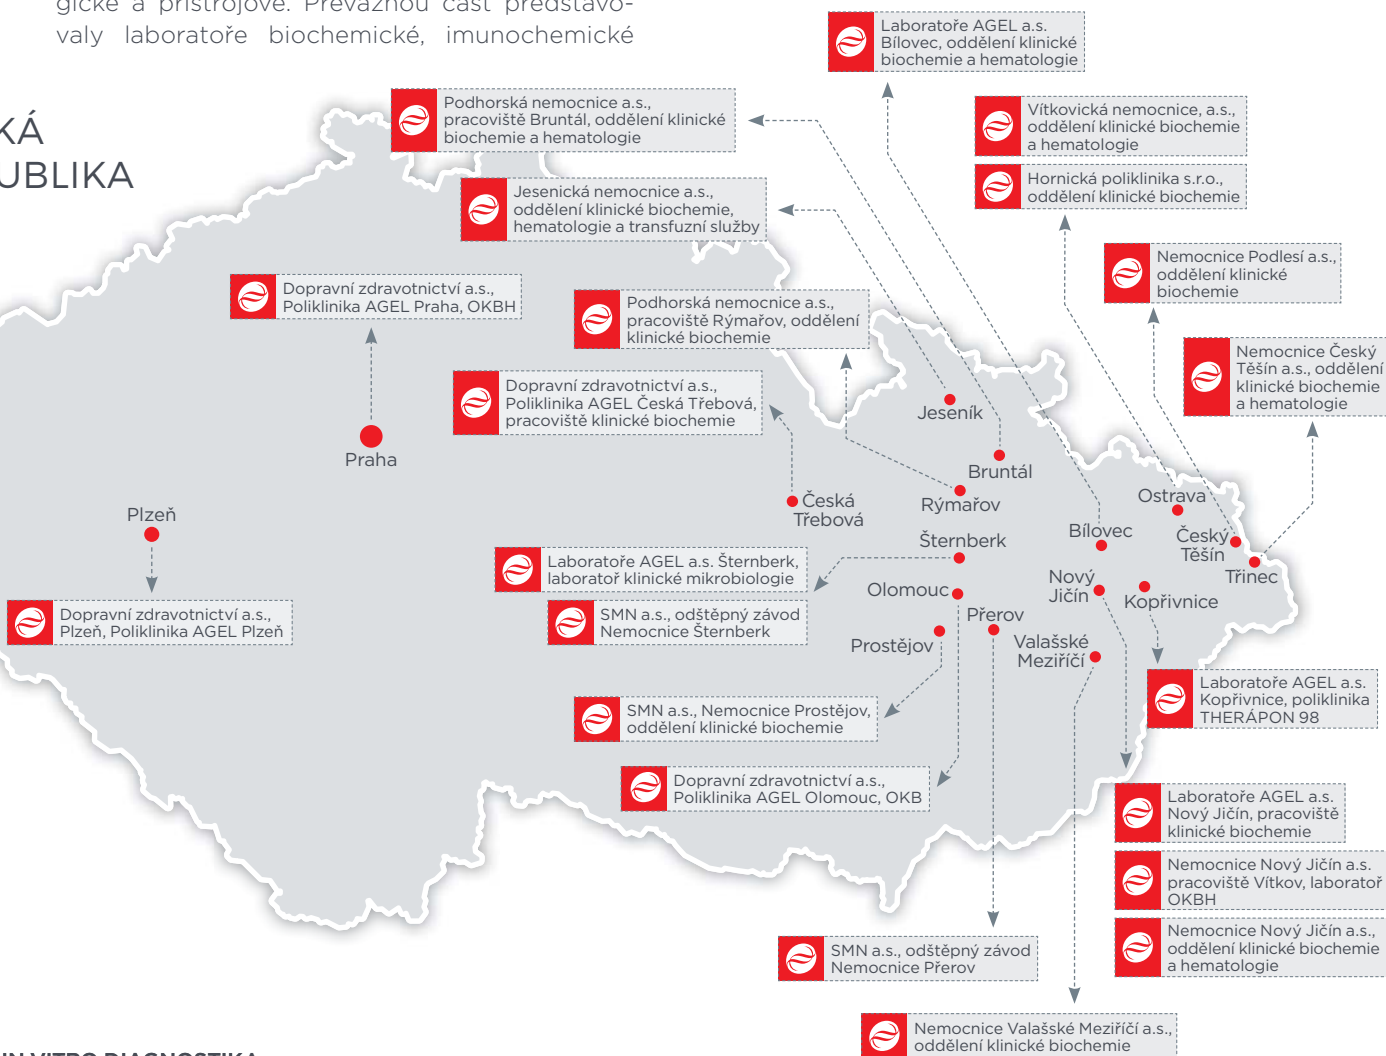 gické a přístrojové. Převážnou část představo-
valy laboratoře biochemické, imunochemické
KÁ
UBLIKA
Laboratoře AGEL a.s.
Bílovec, oddělení klinické
biochemie a hematologie
Podhorská nemocnice a.s.,
pracoviště Bruntál, oddělení klinické
biochemie a hematologie
Vítkovická nemocnice, a.s.,
oddělení klinické biochemie
a hematologie
Hornická poliklinika s.r.o.,
oddělení klinické biochemie
Jesenická nemocnice a.s.,
oddělení klinické biochemie,
hematologie a transfuzní služby
Nemocnice Podlesí a.s.,
oddělení klinické
biochemie
Dopravní zdravotnictví a.s.,
Poliklinika AGEL Praha, OKBH
Podhorská nemocnice a.s.,
pracoviště Rýmařov, oddělení
klinické biochemie
Nemocnice Český
Těšín a.s., oddělení
klinické biochemie
a hematologie
Dopravní zdravotnictví a.s.,
Poliklinika AGEL Česká Třebová,
pracoviště klinické biochemie
Jeseník
Praha
Bruntál
Rýmařov
Česká
Třebová
Ostrava
Plzeň
Bílovec
Český
Těšín
Šternberk
Třinec
Laboratoře AGEL a.s. Šternberk,
laboratoř klinické mikrobiologie
Olomouc
Nový
Jičín
Kopřivnice
SMN a.s., odštěpný závod
Nemocnice Šternberk
Přerov
Dopravní zdravotnictví a.s.,
Plzeň, Poliklinika AGEL Plzeň
Prostějov
Valašské
Meziříčí
Laboratoře AGEL a.s.
Kopřivnice, poliklinika
THERÁPON 98
SMN a.s., Nemocnice Prostějov,
oddělení klinické biochemie
Dopravní zdravotnictví a.s.,
Poliklinika AGEL Olomouc, OKB
Laboratoře AGEL a.s.
Nový Jičín, pracoviště
klinické biochemie
Nemocnice Nový Jičín a.s.
pracoviště Vítkov, laboratoř
OKBH
Nemocnice Nový Jičín a.s.,
oddělení klinické biochemie
a hematologie
SMN a.s., odštěpný závod
Nemocnice Přerov
Nemocnice Valašské Meziříčí a.s.,
oddělení klinické biochemie
IN VITRO DIAGNOSTIKA